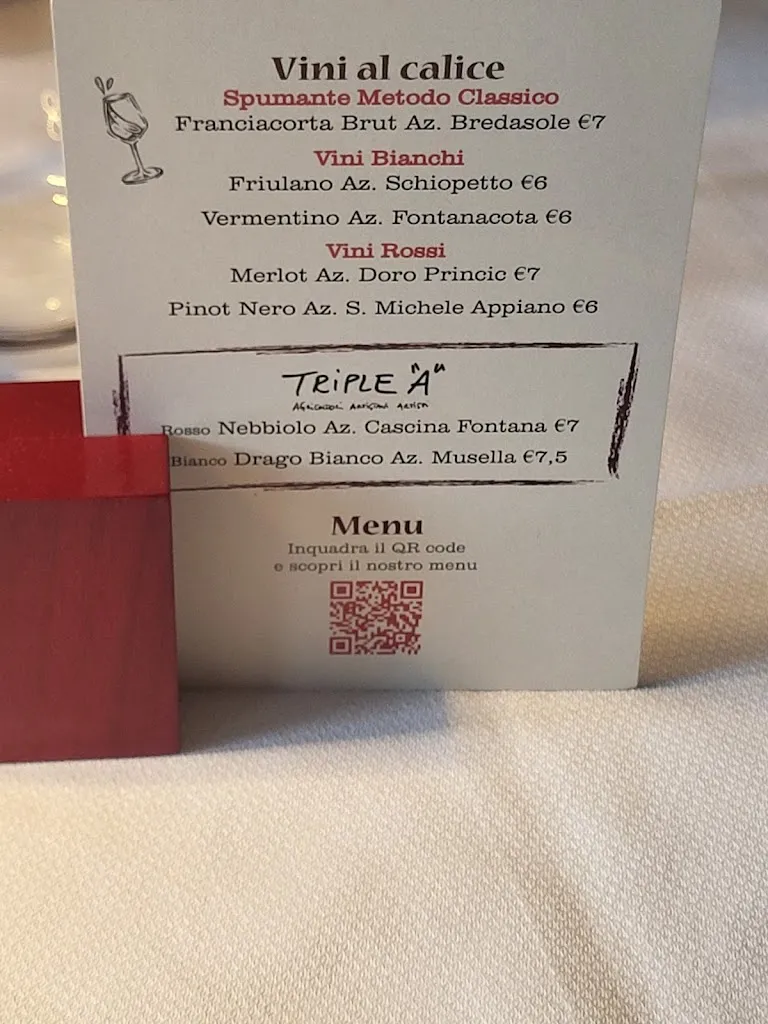 Vini al calice
Spumante Metodo Classico
Franciacorta Brut Az. Bredasole €7
Vini Bianchi
Friulano Az. Schiopetto €6
Vermentino Az. Fontanacota €6
Vini Rossi
Merlot Az. Doro Princic €7
Pinot Nero Az. S. Michele Appiano €6
TRiPLE "A"
AGRICOLTORI ARTIGIANI ARTISTI
Rosso Nebbiolo Az. Cascina Fontana €7
Bianco Drago Bianco Az. Musella €7,5
Menu
Inquadra il QR code
e scopri il nostro menu